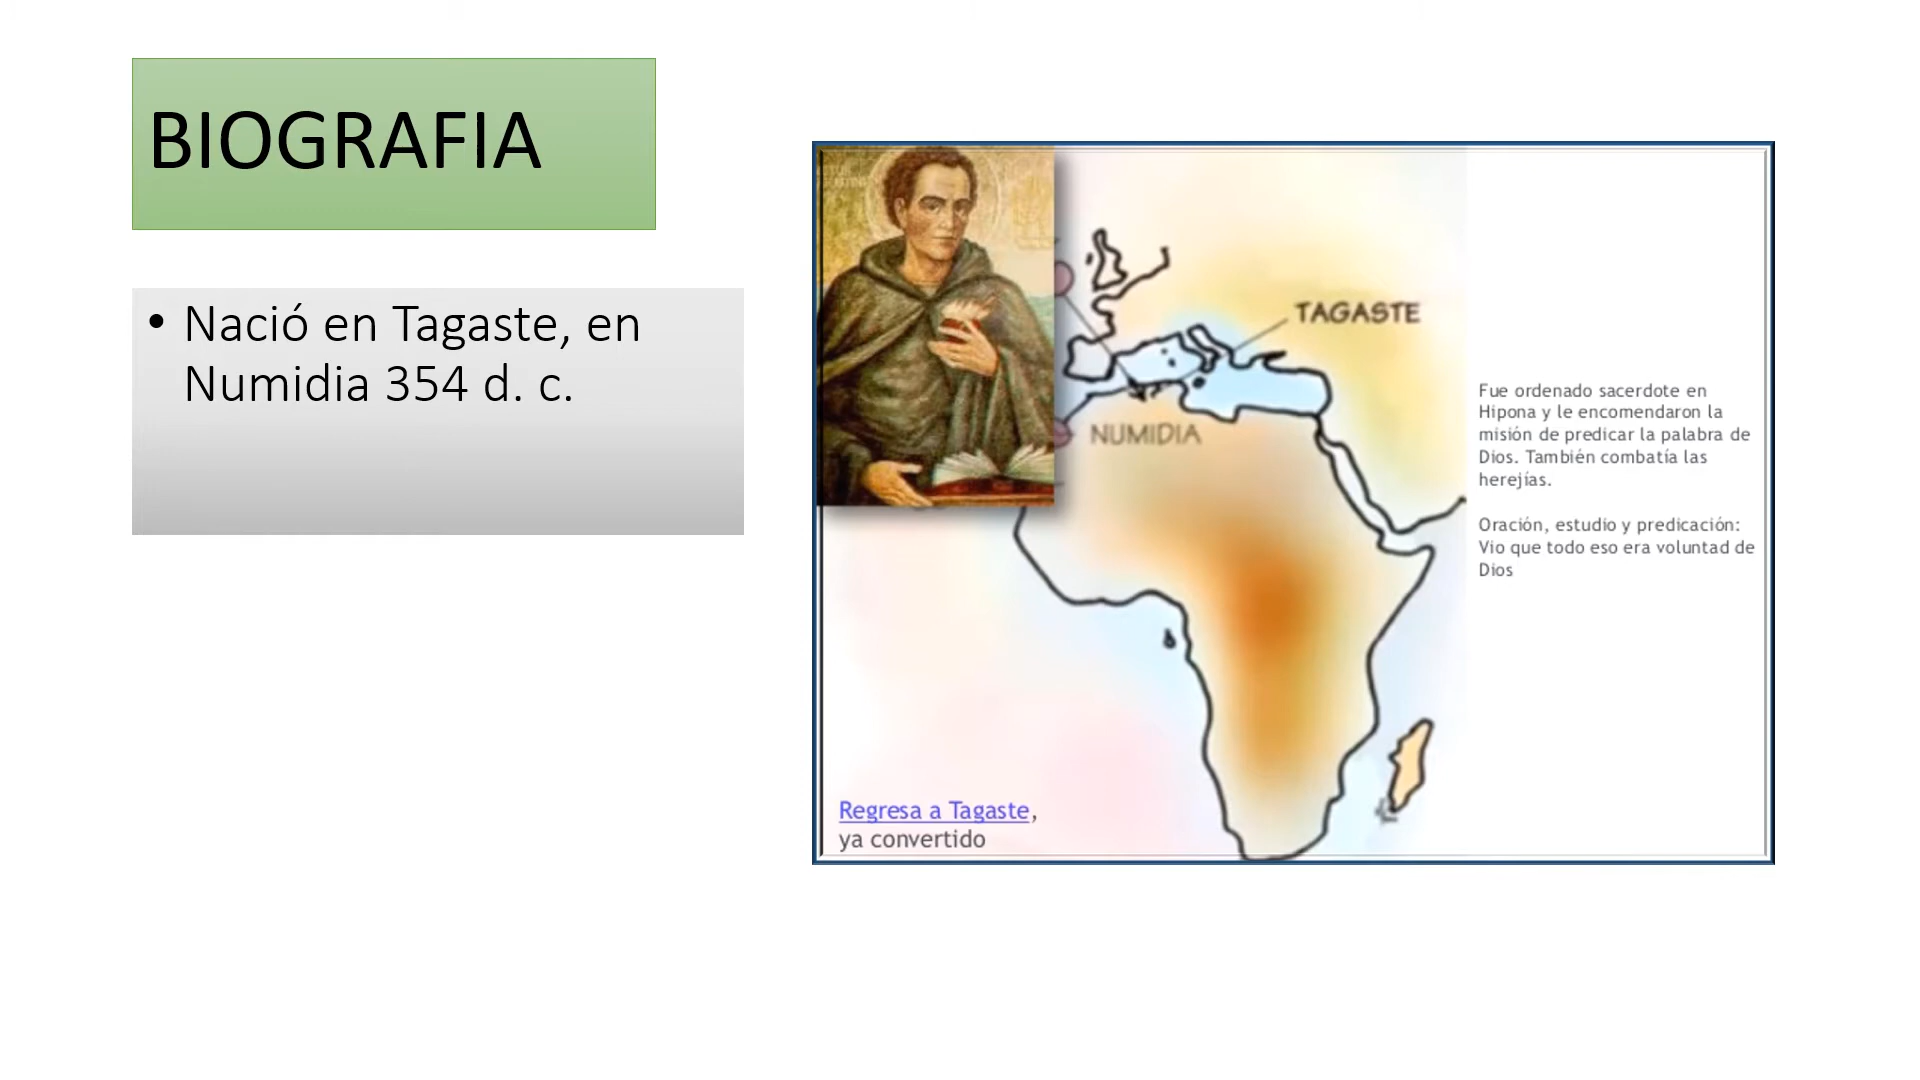 BIOGRAFIA
• Nació en Tagaste, en
Numidia 354 d. c.
TAGASTE
NUMIDIA
Fue ordenado sacerdote en
Hipona y le encomendaron la
misión de predicar la palabra de
Dios. También combatía las
herejías.
Oración, estudio y predicación:
Vio que todo eso era voluntad de
Dios
Regresa a Tagaste,
ya convertido